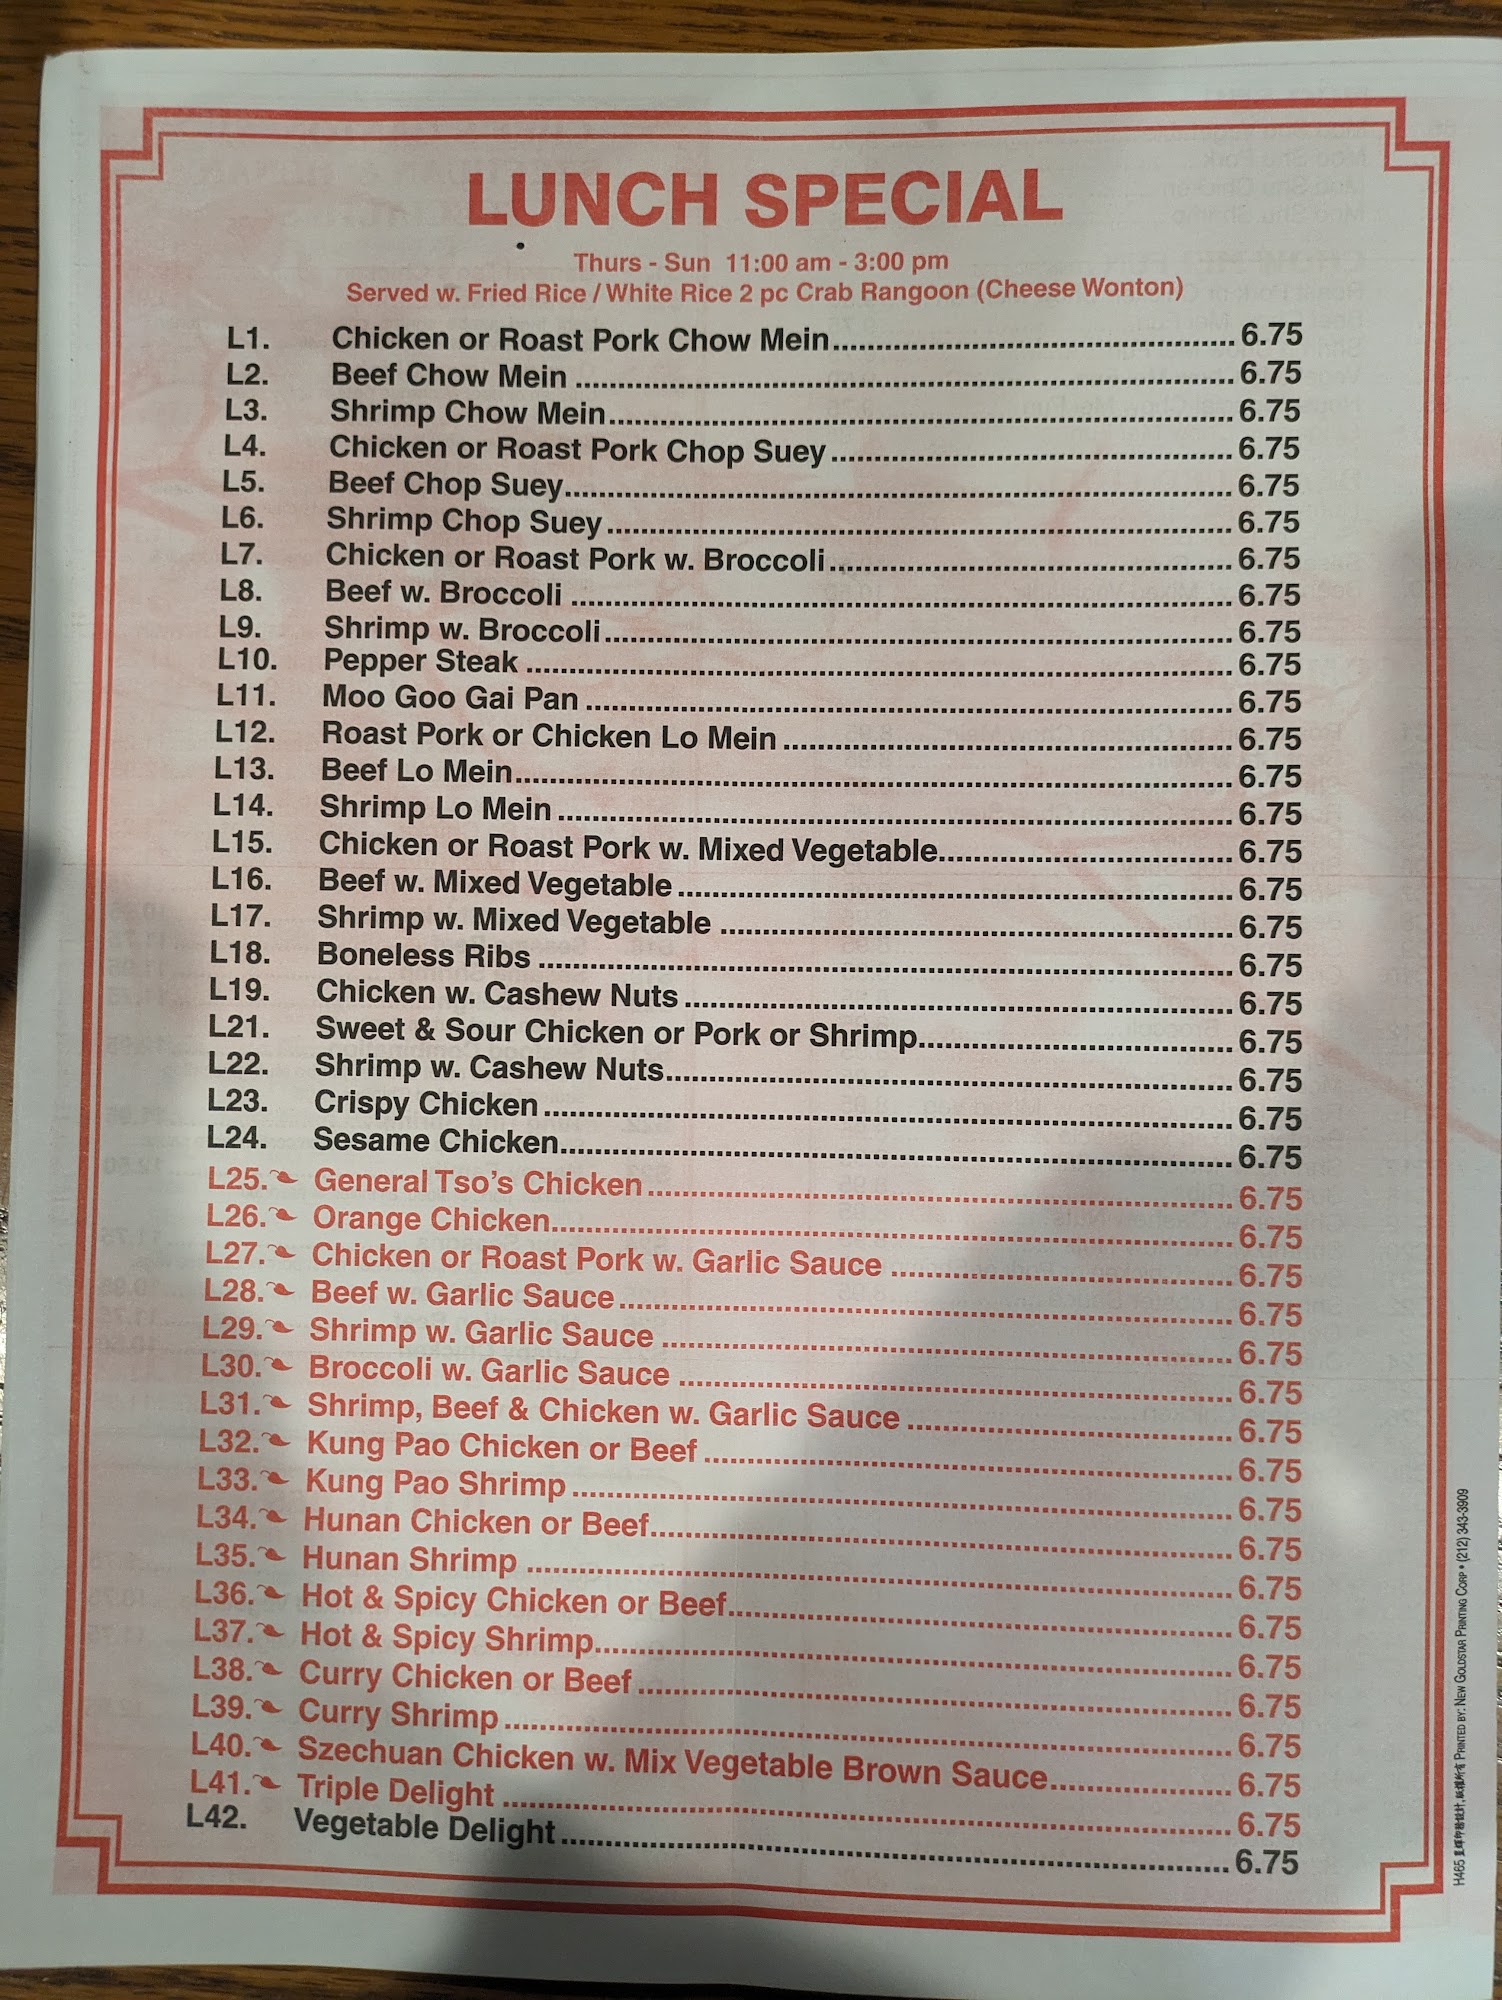 LUNCH SPECIAL
Thurs - Sun 11:00 am - 3:00 pm
Served w. Fried Rice / White Rice 2 pc Crab Rangoon (Cheese Wonton)
L1. Chicken or Roast Pork Chow Mein 6.75
L2. Beef Chow Mein 6.75
L3. Shrimp Chow Mein 6.75
L4. Chicken or Roast Pork Chop Suey 6.75
L5. Beef Chop Suey 6.75
L6. Shrimp Chop Suey 6.75
L7. Chicken or Roast Pork w. Broccoli 6.75
L8. Beef w. Broccoli 6.75
L9. Shrimp w. Broccoli 6.75
L10. Pepper Steak 6.75
L11. Moo Goo Gai Pan 6.75
L12. Roast Pork or Chicken Lo Mein 6.75
L13. Beef Lo Mein 6.75
L14. Shrimp Lo Mein 6.75
L15. Chicken or Roast Pork w. Mixed Vegetable 6.75
L16. Beef w. Mixed Vegetable 6.75
L17. Shrimp w. Mixed Vegetable 6.75
L18. Boneless Ribs 6.75
L19. Chicken w. Cashew Nuts 6.75
L21. Sweet & Sour Chicken or Pork or Shrimp 6.75
L22. Shrimp w. Cashew Nuts 6.75
L23. Crispy Chicken 6.75
L24. Sesame Chicken 6.75
L25. General Tso's Chicken 6.75
L26. Orange Chicken 6.75
L27. Chicken or Roast Pork w. Garlic Sauce 6.75
L28. Beef w. Garlic Sauce 6.75
L29. Shrimp w. Garlic Sauce 6.75
L30. Broccoli w. Garlic Sauce 6.75
L31. Shrimp, Beef & Chicken w. Garlic Sauce 6.75
L32. Kung Pao Chicken or Beef 6.75
L33. Kung Pao Shrimp 6.75
L34. Hunan Chicken or Beef 6.75
L35. Hunan Shrimp 6.75
L36. Hot & Spicy Chicken or Beef 6.75
L37. Hot & Spicy Shrimp 6.75
L38. Curry Chicken or Beef 6.75
L39. Curry Shrimp 6.75
L40. Szechuan Chicken w. Mix Vegetable Brown Sauce 6.75
L41. Triple Delight 6.75
L42. Vegetable Delight 6.75
H465 PRINTED BY: NEW GOLDSTAR PRINTING CORP • (212) 343-3909